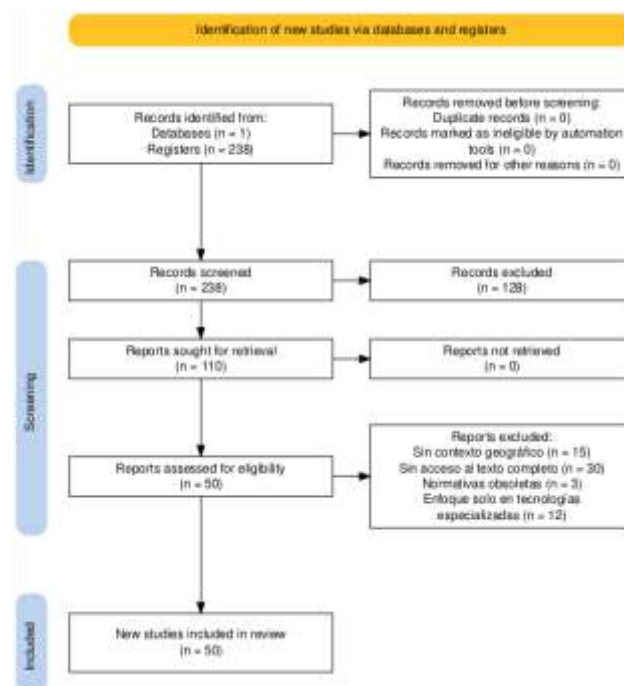 Identification of new studies via databases and registers
Identification
Records identified from:
Databases (n = 1)
Registers (n = 238)
Records removed before screening:
Duplicate records (n = 0)
Records marked as ineligible by automation
tools (n = 0)
Records removed for other reasons (n = 0)
Screening
Records screened
(n = 238)
Records excluded
(n = 128)
Reports sought for retrieval
(n = 110)
Reports not retrieved
(n = 0)
Reports assessed for eligibility
(n = 50)
Reports excluded:
Sin contexto geográfico (n = 15)
Sin acceso al texto completo (n = 30)
Normativas obsoletas (n = 3)
Enfoque solo en tecnologías
especializadas (n = 12)
Included
New studies included in review
(n = 50)